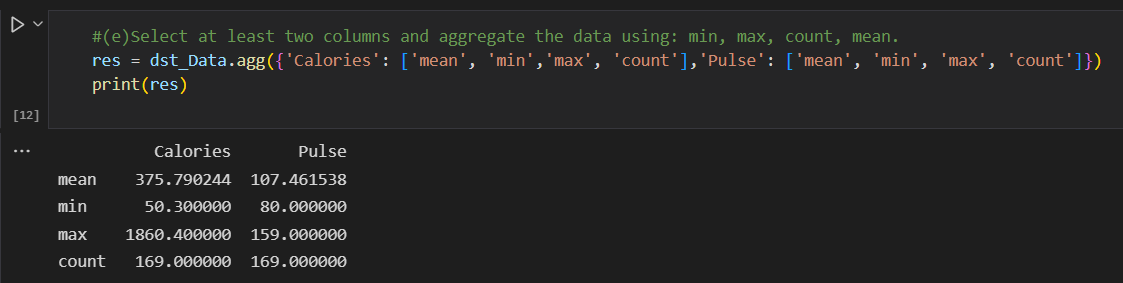 #(e)Select at least two columns and aggregate the data using: min, max, count, mean.
res = dst_Data.agg({'Calories': ['mean', 'min','max', 'count'],'Pulse': ['mean', 'min', 'max', 'count']})
print(res)
[12]
...
Calories Pulse
mean 375.790244 107.461538
min 50.300000 80.000000
max 1860.400000 159.000000
count 169.000000 169.000000